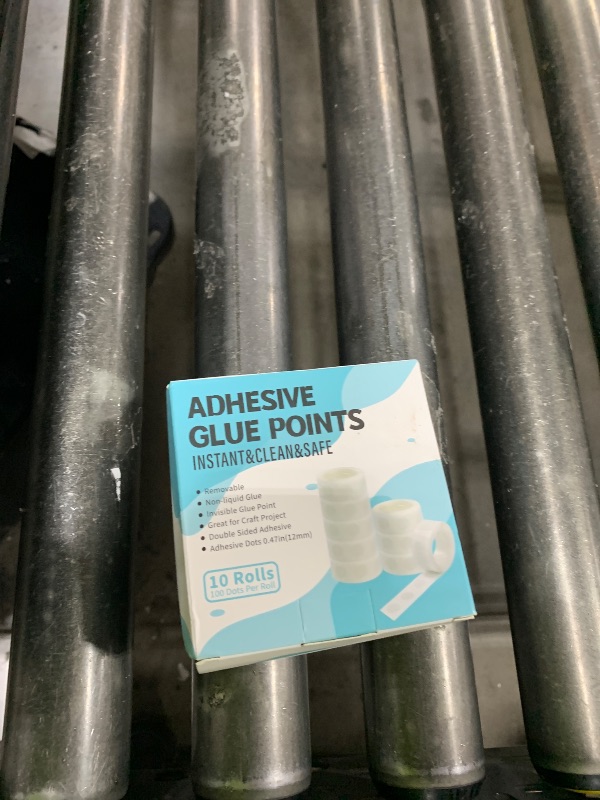 ADHESIVE
GLUE POINTS
INSTANT&CLEAN&SAFE
• Removable
• Non-liquid Glue
• Invisible Glue Point
• Great for Craft Project
• Double Sided Adhesive
• Adhesive Dots 0.47in(12mm)
10 Rolls
100 Dots Per Roll